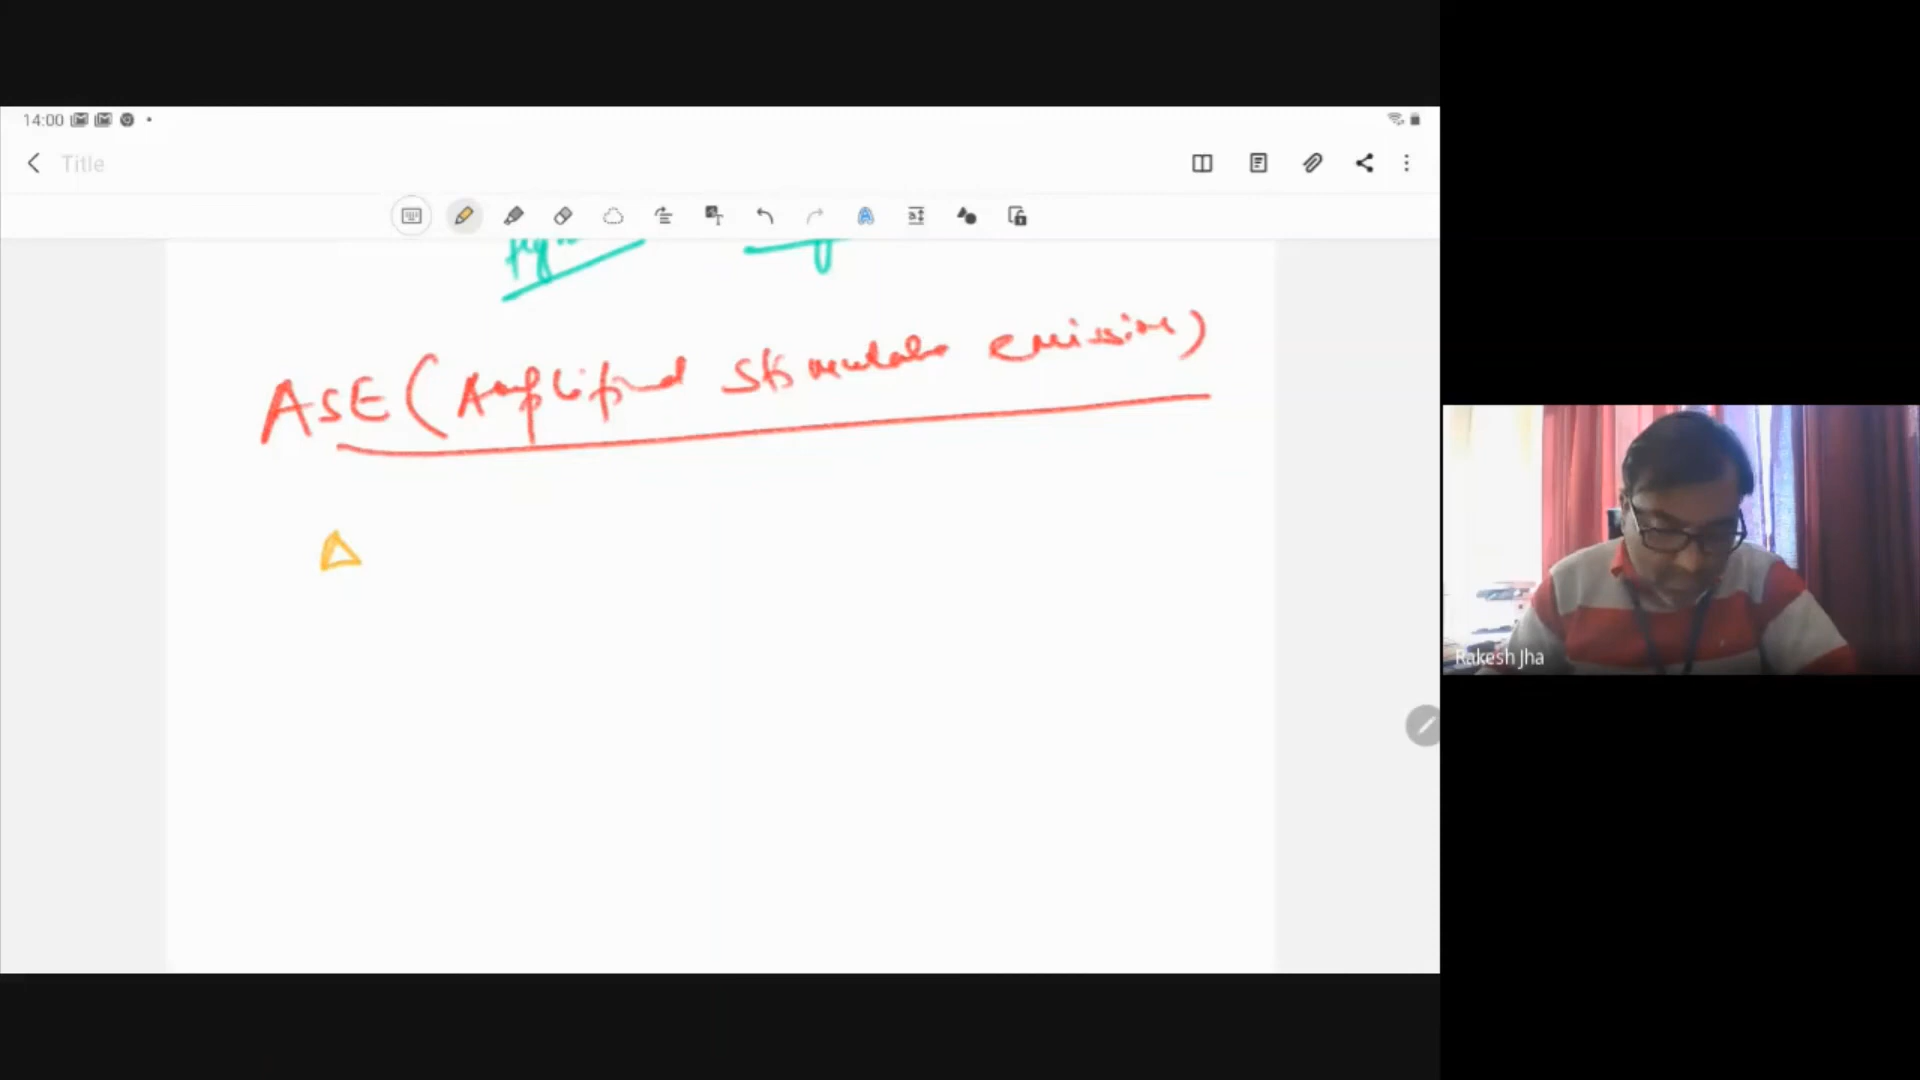 14:00
Title
ASE (Amplified Stimulated emission)
Δ
Rakesh Jha